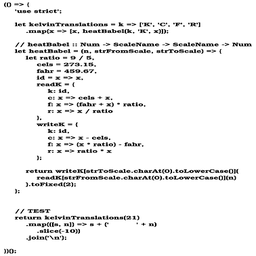 (() => {
'use strict';
let kelvinTranslations = k => ['K', 'C', 'F', 'R']
.map(x => [x, heatBabel(k, 'K', x)]);
// heatBabel :: Num -> ScaleName -> ScaleName -> Num
let heatBabel = (n, strFromScale, strToScale) => {
let ratio = 9 / 5,
cels = 273.15,
fahr = 459.67,
id = x => x,
readK = {
k: id,
c: x => cels + x,
f: x => (fahr + x) * ratio,
r: x => x / ratio
},
writeK = {
k: id,
c: x => x - cels,
f: x => (x * ratio) - fahr,
r: x => ratio * x
};
return writeK[strToScale.charAt(0).toLowerCase()](
readK[strFromScale.charAt(0).toLowerCase()](n)
).toFixed(2);
};
// TEST
return kelvinTranslations(21)
.map(([s, n]) => s + (' ' + n)
.slice(-10))
.join('\n');
})();